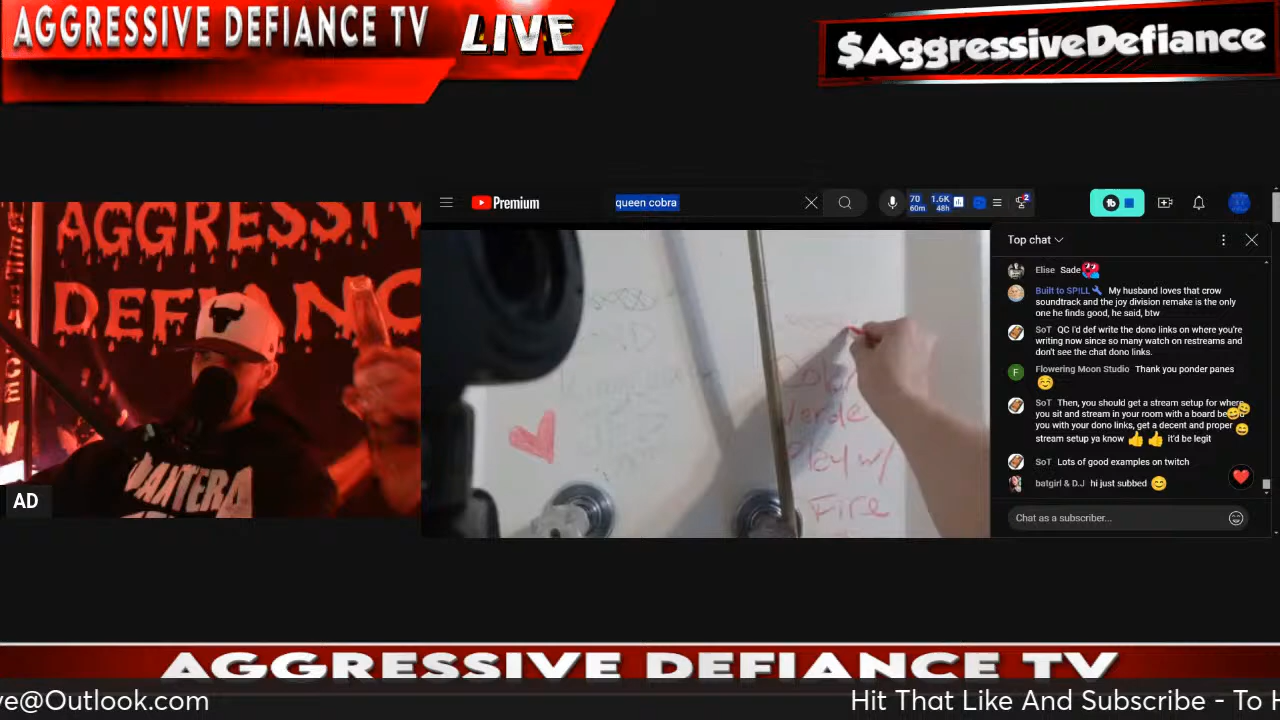 AGGRESSIVE DEFIANCE TV LIVE
$AggressiveDefiance
AGGRESSIVE
DEFIANC
PANTERA
AD
Premium
queen cobra
70
60m
1.6K
48h
2
Top chat
Elise Sade
Built to SPILL My husband loves that crow
soundtrack and the joy division remake is the only
one he finds good, he said, btw
SoT QC I'd def write the dono links on where you're
writing now since so many watch on restreams and
don't see the chat dono links.
Flowering Moon Studio Thank you ponder panes
SoT Then, you should get a stream setup for where
you sit and stream in your room with a board
you with your dono links, get a decent and proper
stream setup ya know it'd be legit
SoT Lots of good examples on twitch
batgirl & D.J hi just subbed
Chat as a subscriber...
Play w/
Fire
AGGRESSIVE DEFIANCE TV
ve@Outlook.com
Hit That Like And Subscribe - To H